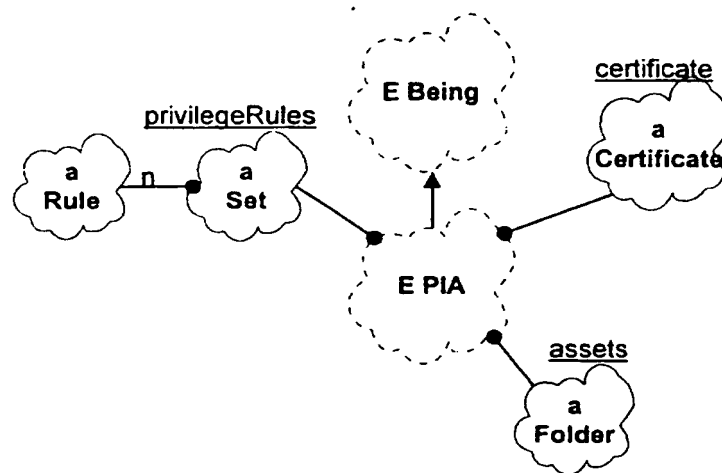 E Being
certificate
a
Certificate
privilegeRules
a
Rule
n
a
Set
E PIA
assets
a
Folder